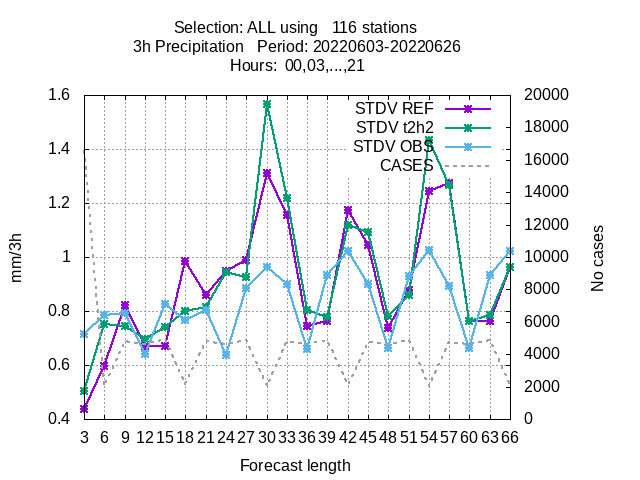 Selection: ALL using   116 stations
3h Precipitation   Period: 20220603-20220626
Hours:  00,03,...,21
1.6
1.4
1.2
1
0.8
0.6
0.4
mm/3h
STDV REF
STDV t2h2
STDV OBS
CASES
20000
18000
16000
14000
12000
10000
8000
6000
4000
2000
0
No cases
3 6 9 12 15 18 21 24 27 30 33 36 39 42 45 48 51 54 57 60 63 66
Forecast length